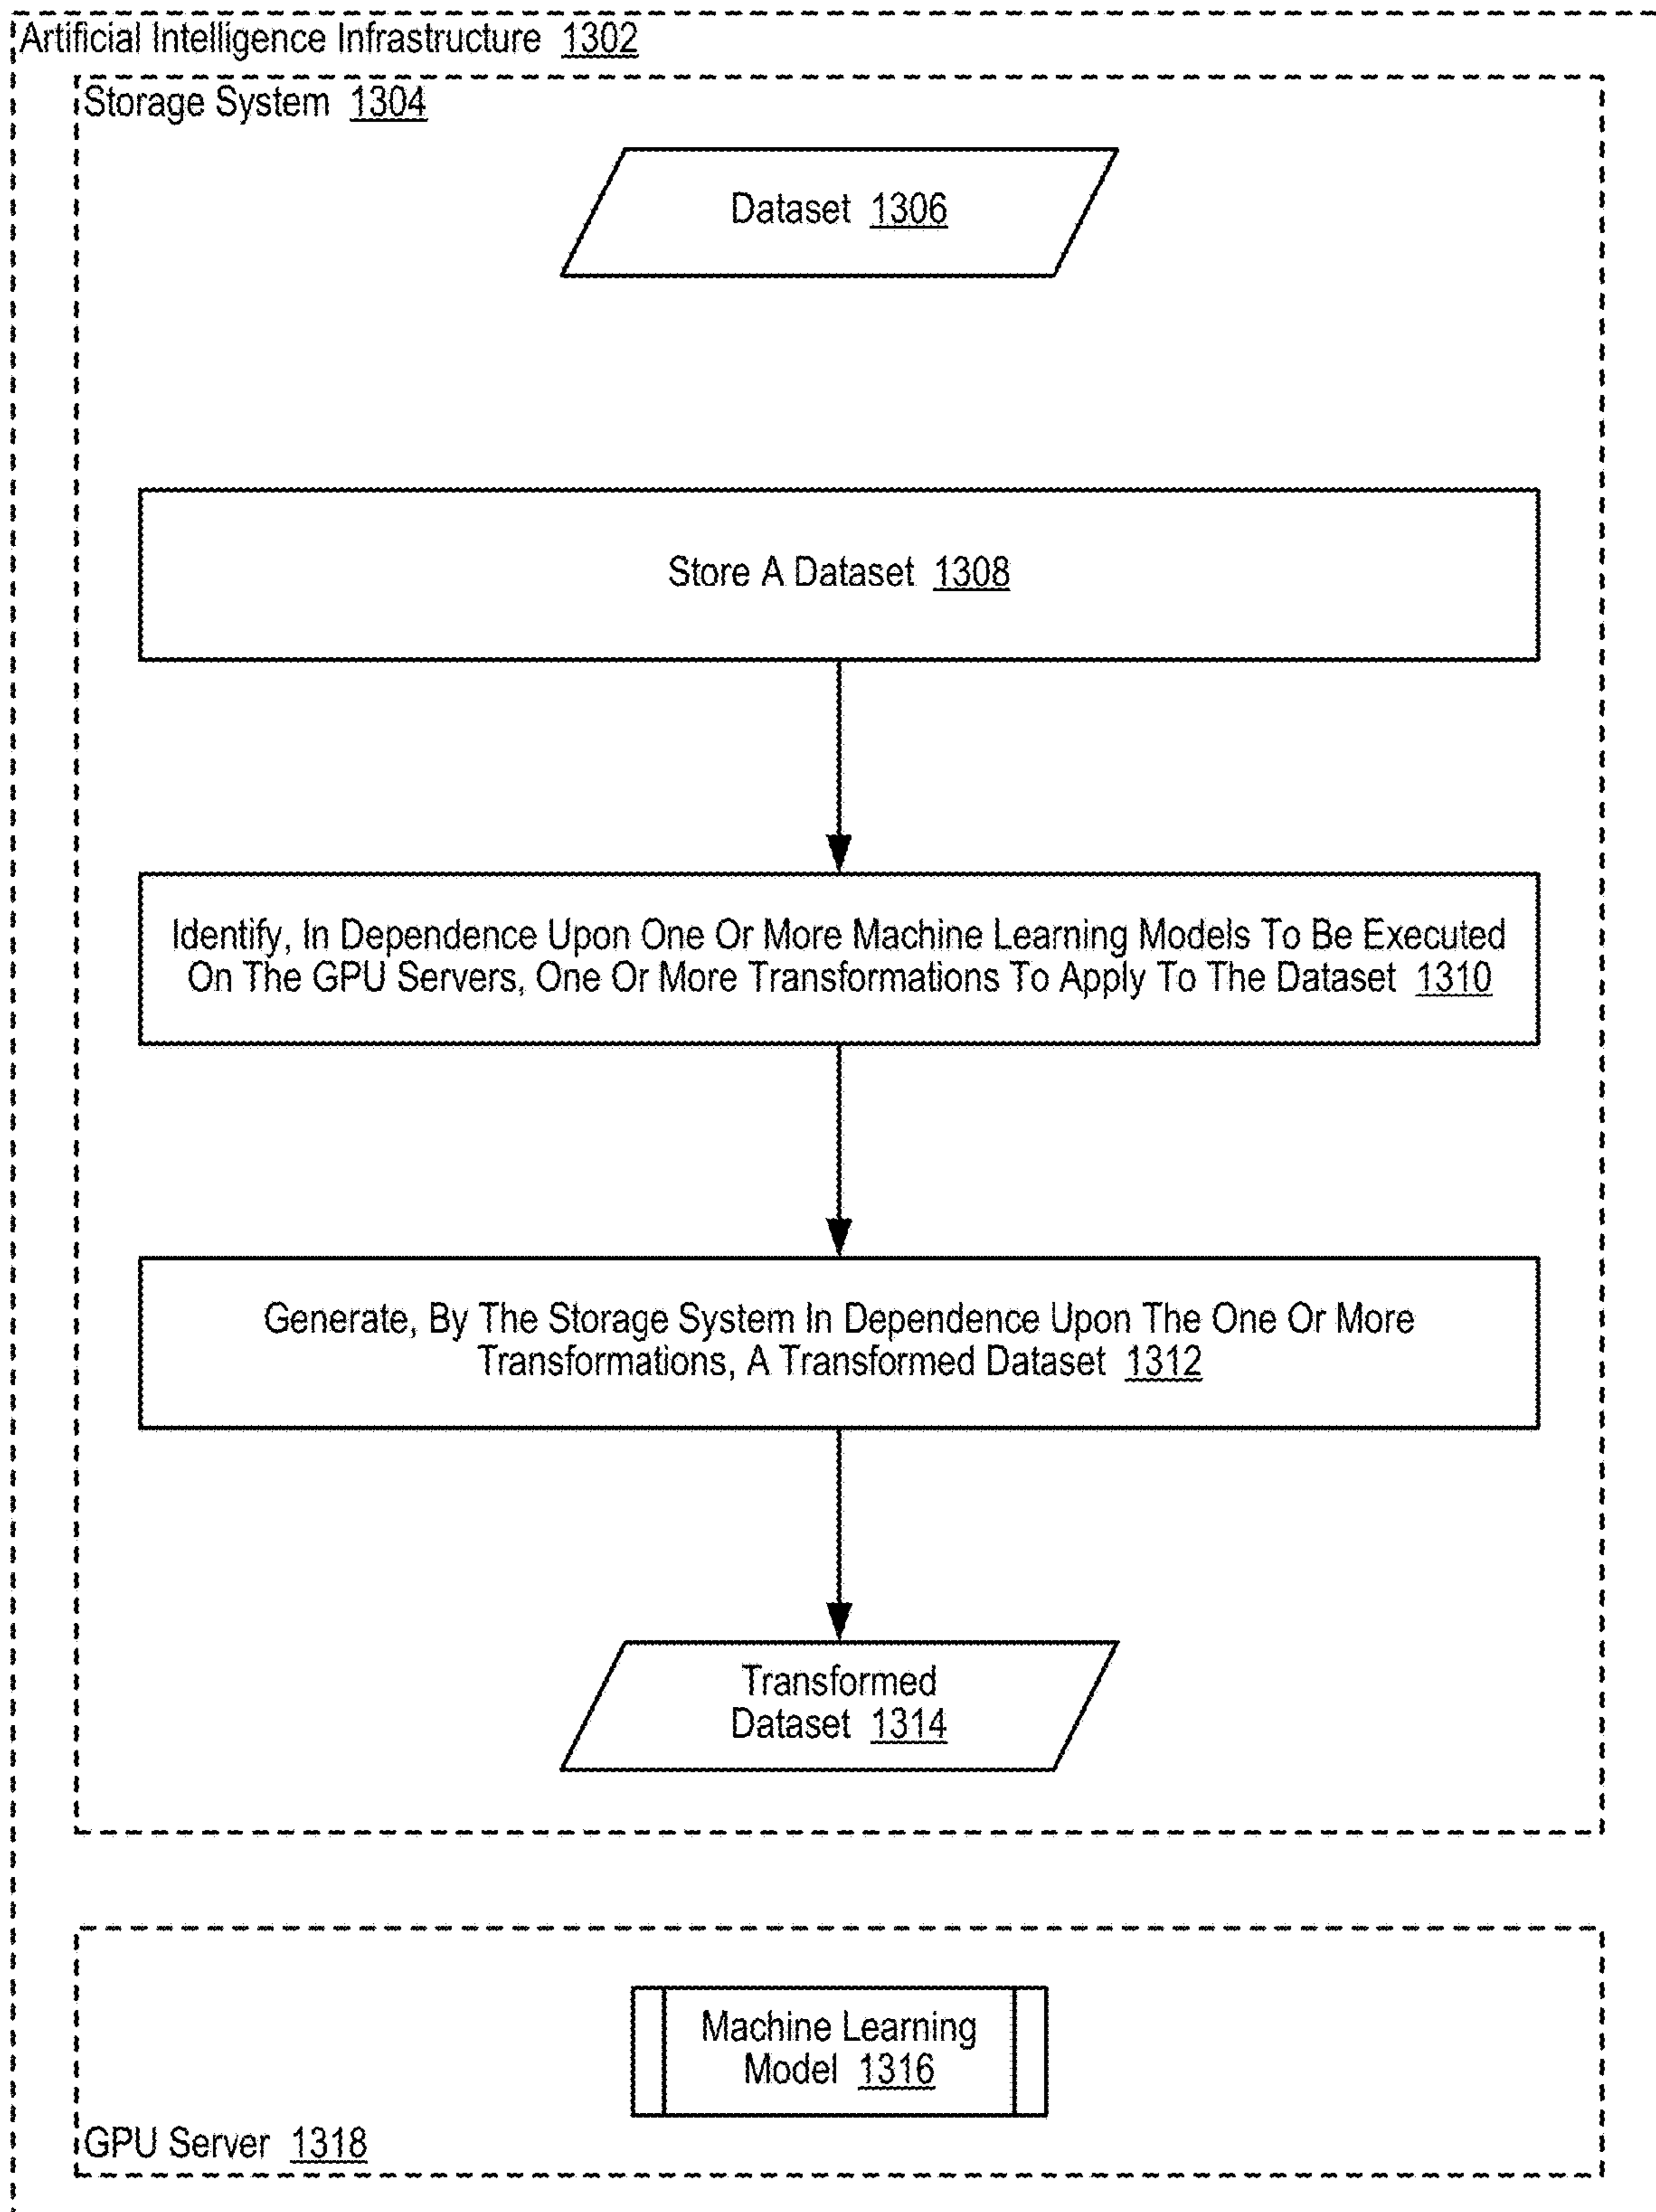 Artificial Intelligence Infrastructure 1302
Storage System 1304
Dataset 1306
Store A Dataset 1308
Identify, In Dependence Upon One Or More Machine Learning Models To Be Executed
On The GPU Servers, One Or More Transformations To Apply To The Dataset 1310
Generate, By The Storage System In Dependence Upon The One Or More
Transformations, A Transformed Dataset 1312
Transformed
Dataset 1314
Machine Learning
Model 1316
GPU Server 1318